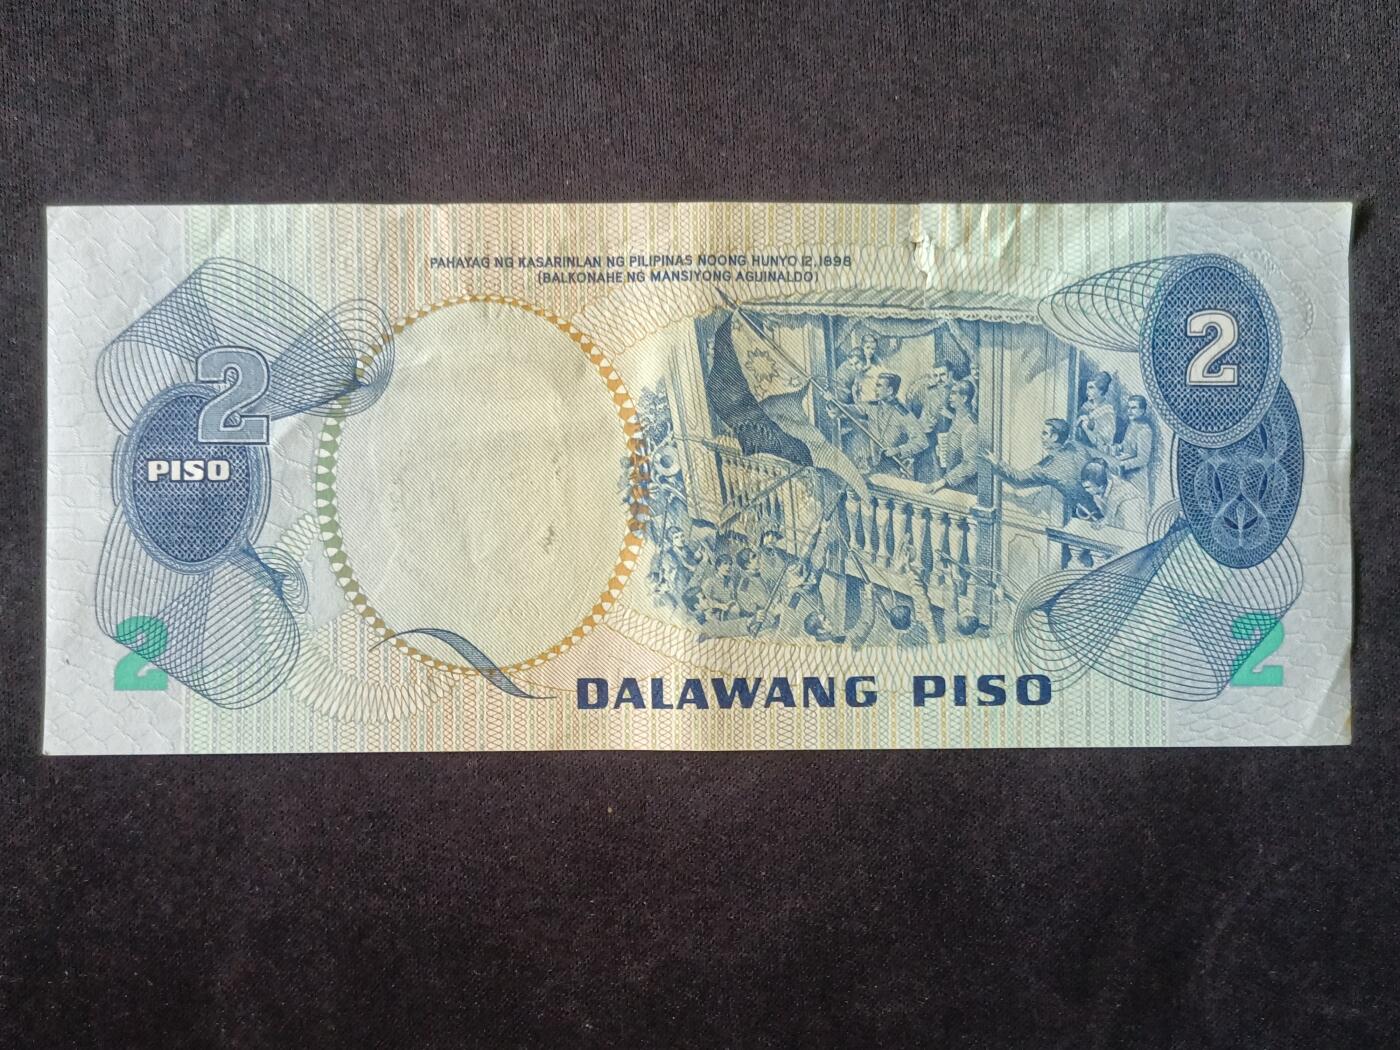 PAHAYAG NG KASARINLAN NG PILIPINAS NOONG HUNYO 12, 1898
(BALKONAHE NG MANSIYONG AGUINALDO)
2
PISO
2
2
2
DALAWANG PISO